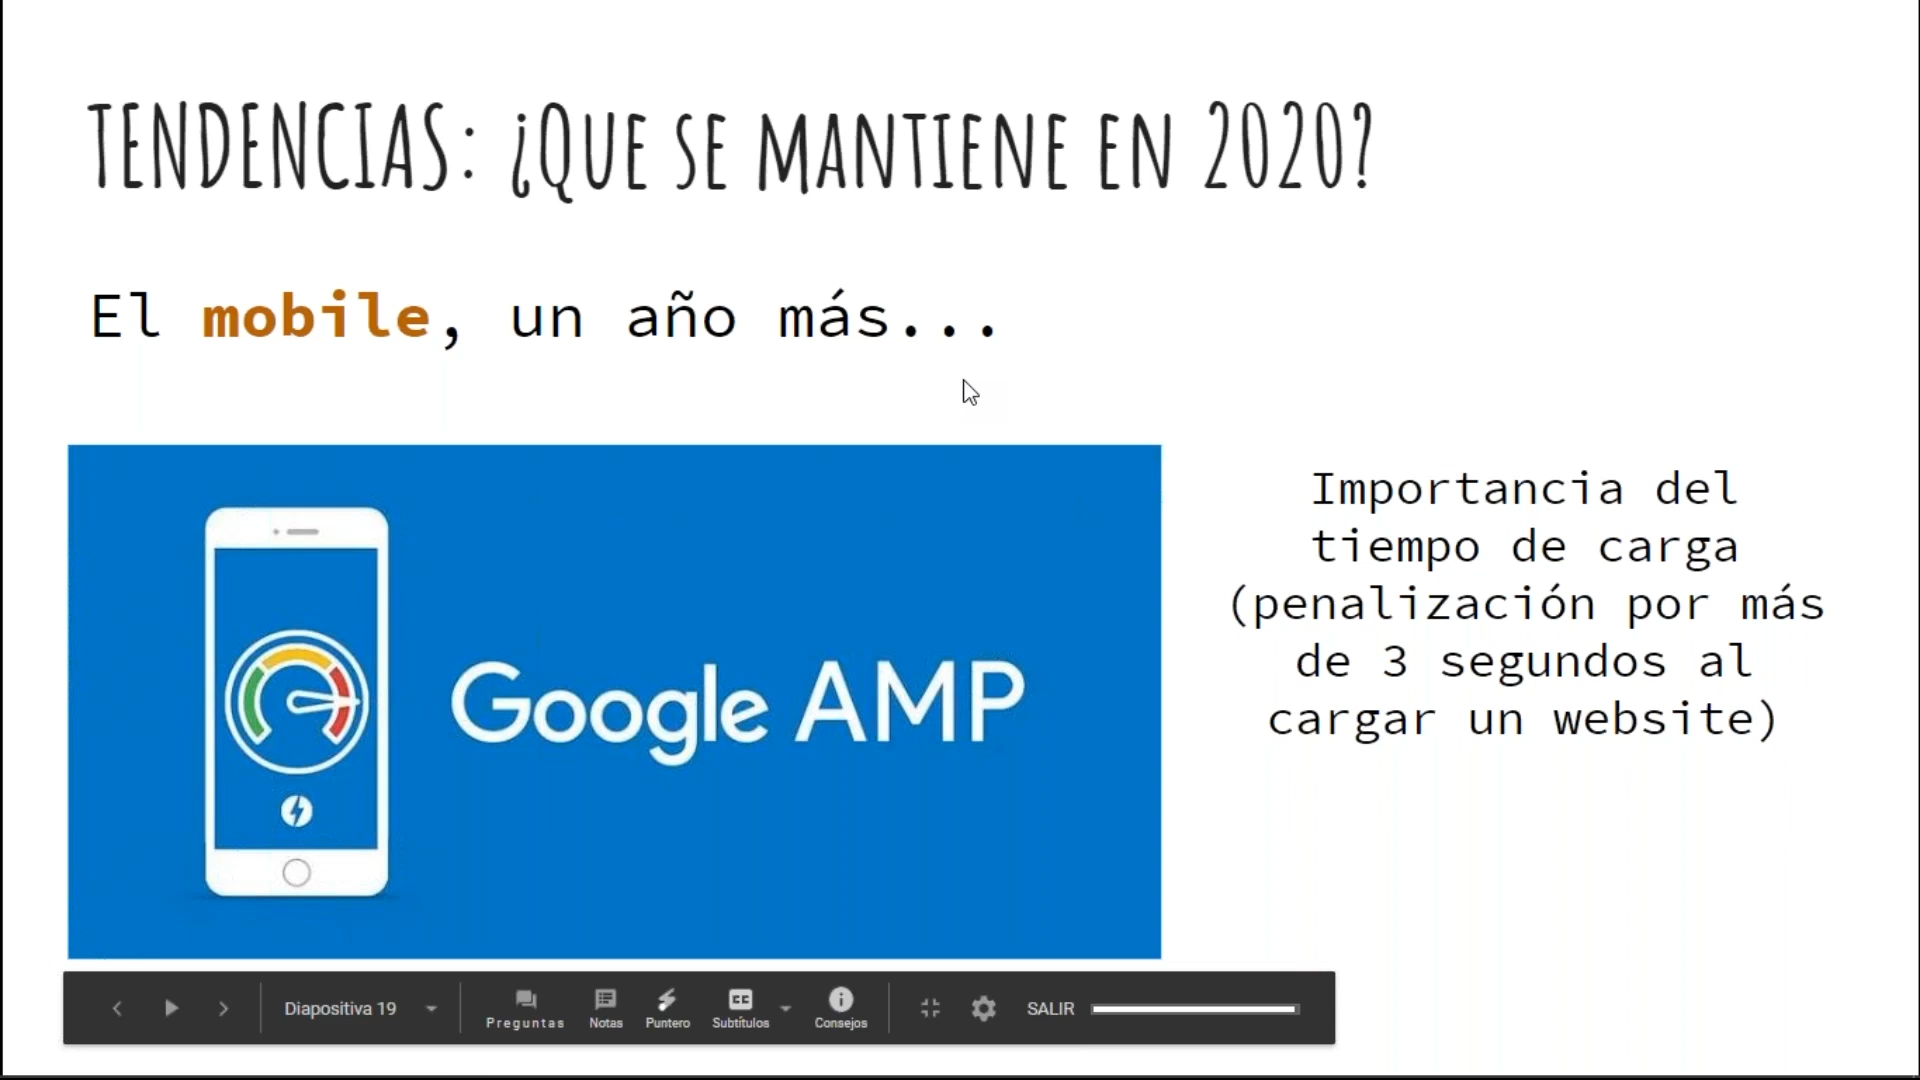 TENDENCIAS: ¿QUE SE MANTIENE EN 2020?
El mobile, un año más...
Google AMP
Importancia del
tiempo de carga
(penalización por más
de 3 segundos al
cargar un website)
Diapositiva 19
Preguntas
Notas
Puntero
Subtítulos
Consejos
SALIR